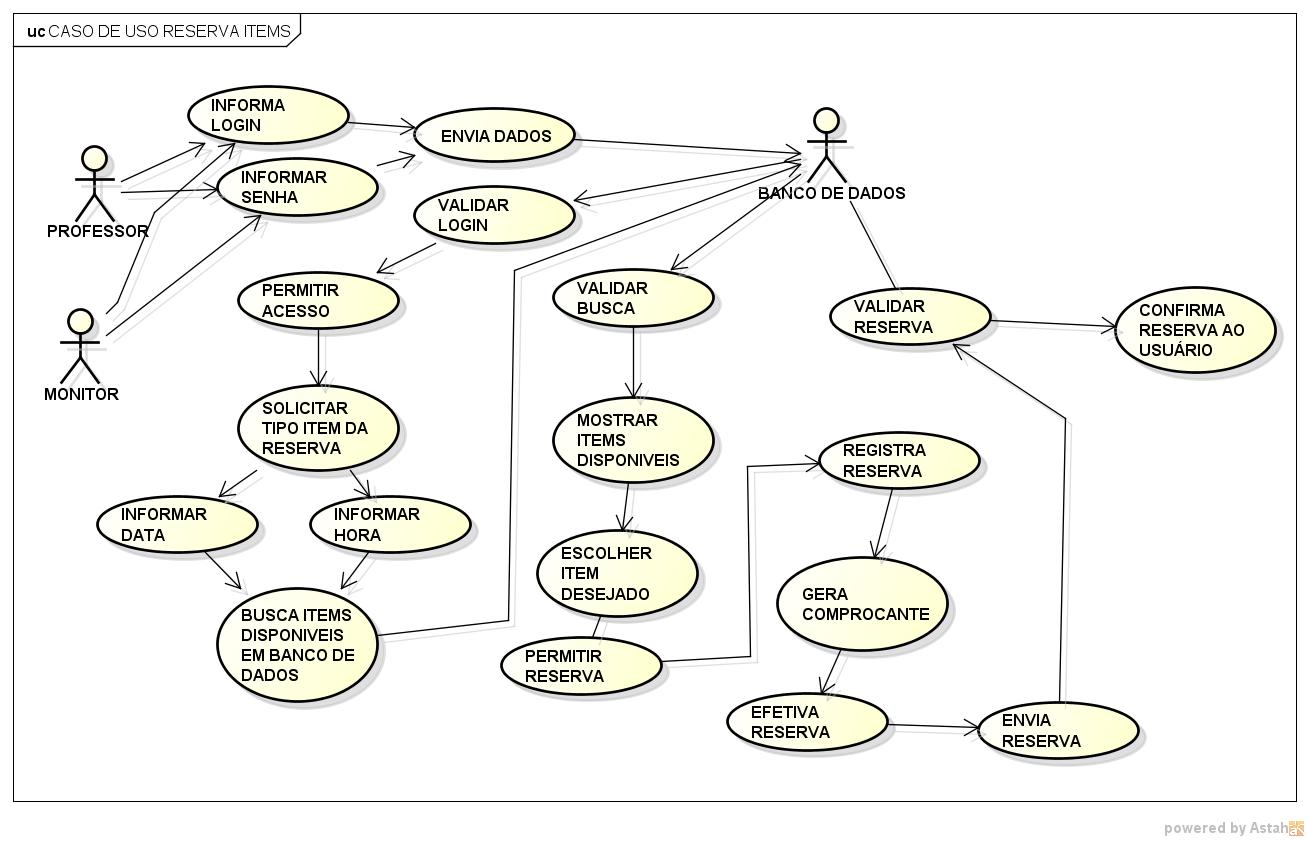 uc CASO DE USO RESERVA ITEMS
INFORMA
LOGIN
ENVIA DADOS
INFORMAR
SENHA
BANCO DE DADOS
VALIDAR
LOGIN
PROFESSOR
PERMITIR
ACESSO
VALIDAR
BUSCA
VALIDAR
RESERVA
CONFIRMA
RESERVA AO
USUÁRIO
MONITOR
SOLICITAR
TIPO ITEM DA
RESERVA
MOSTRAR
ITEMS
DISPONIVEIS
REGISTRA
RESERVA
INFORMAR
DATA
INFORMAR
HORA
ESCOLHER
ITEM
DESEJADO
GERA
COMPROCANTE
BUSCA ITEMS
DISPONIVEIS
EM BANCO DE
DADOS
PERMITIR
RESERVA
EFETIVA
RESERVA
ENVIA
RESERVA
powered by Astah